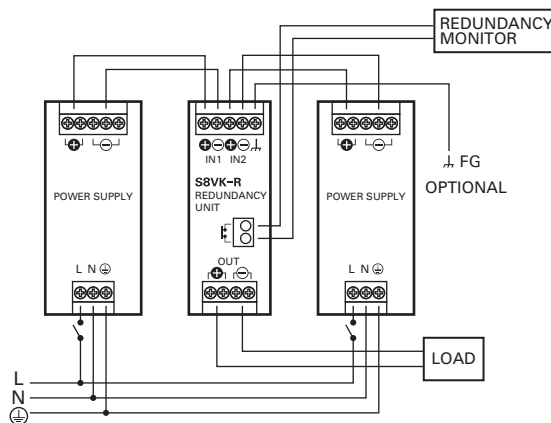 REDUNDANCY
MONITOR
IN1 IN2
FG
OPTIONAL
POWER SUPPLY
S8VK-R
REDUNDANCY
UNIT
POWER SUPPLY
L N
OUT
L N
LOAD
L
N